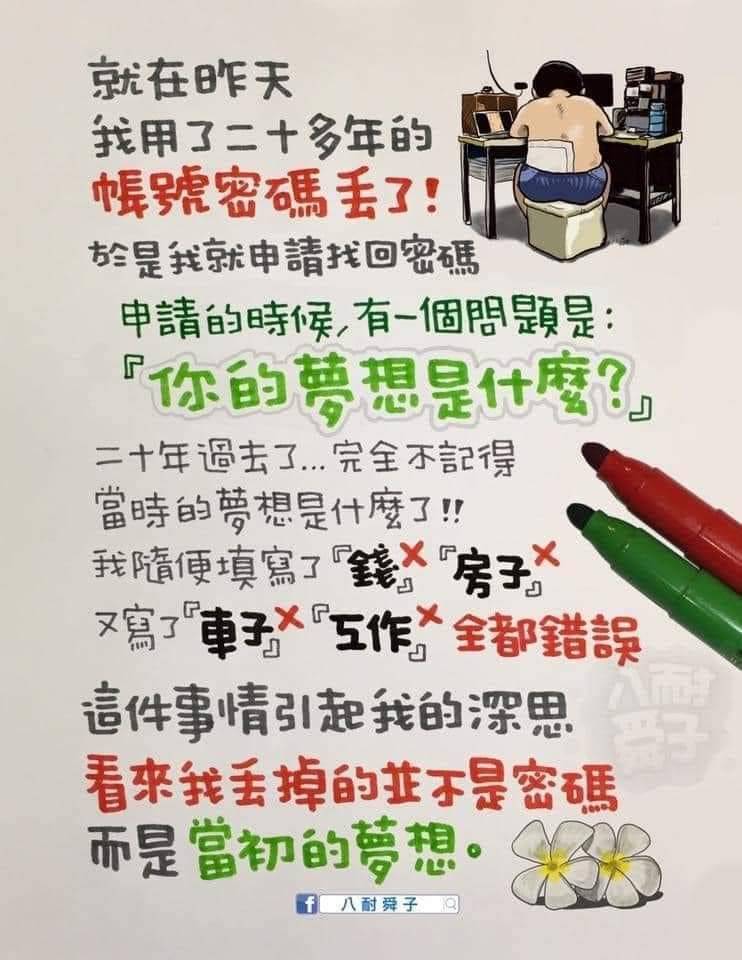 就在昨天
我用了二十多年的
帳號密碼丟了！
於是我就申請找回密碼
申請的時候，有一個問題是：
『你的夢想是什麼？』
二十年過去了...完全不記得
當時的夢想是什麼了!!
我隨便填寫了『錢』×『房子』×
又寫了『車子』×『工作』×全都錯誤
這件事情引起我的深思
看來我丟掉的並不是密碼
而是當初的夢想。
八耐舜子
f 八耐舜子